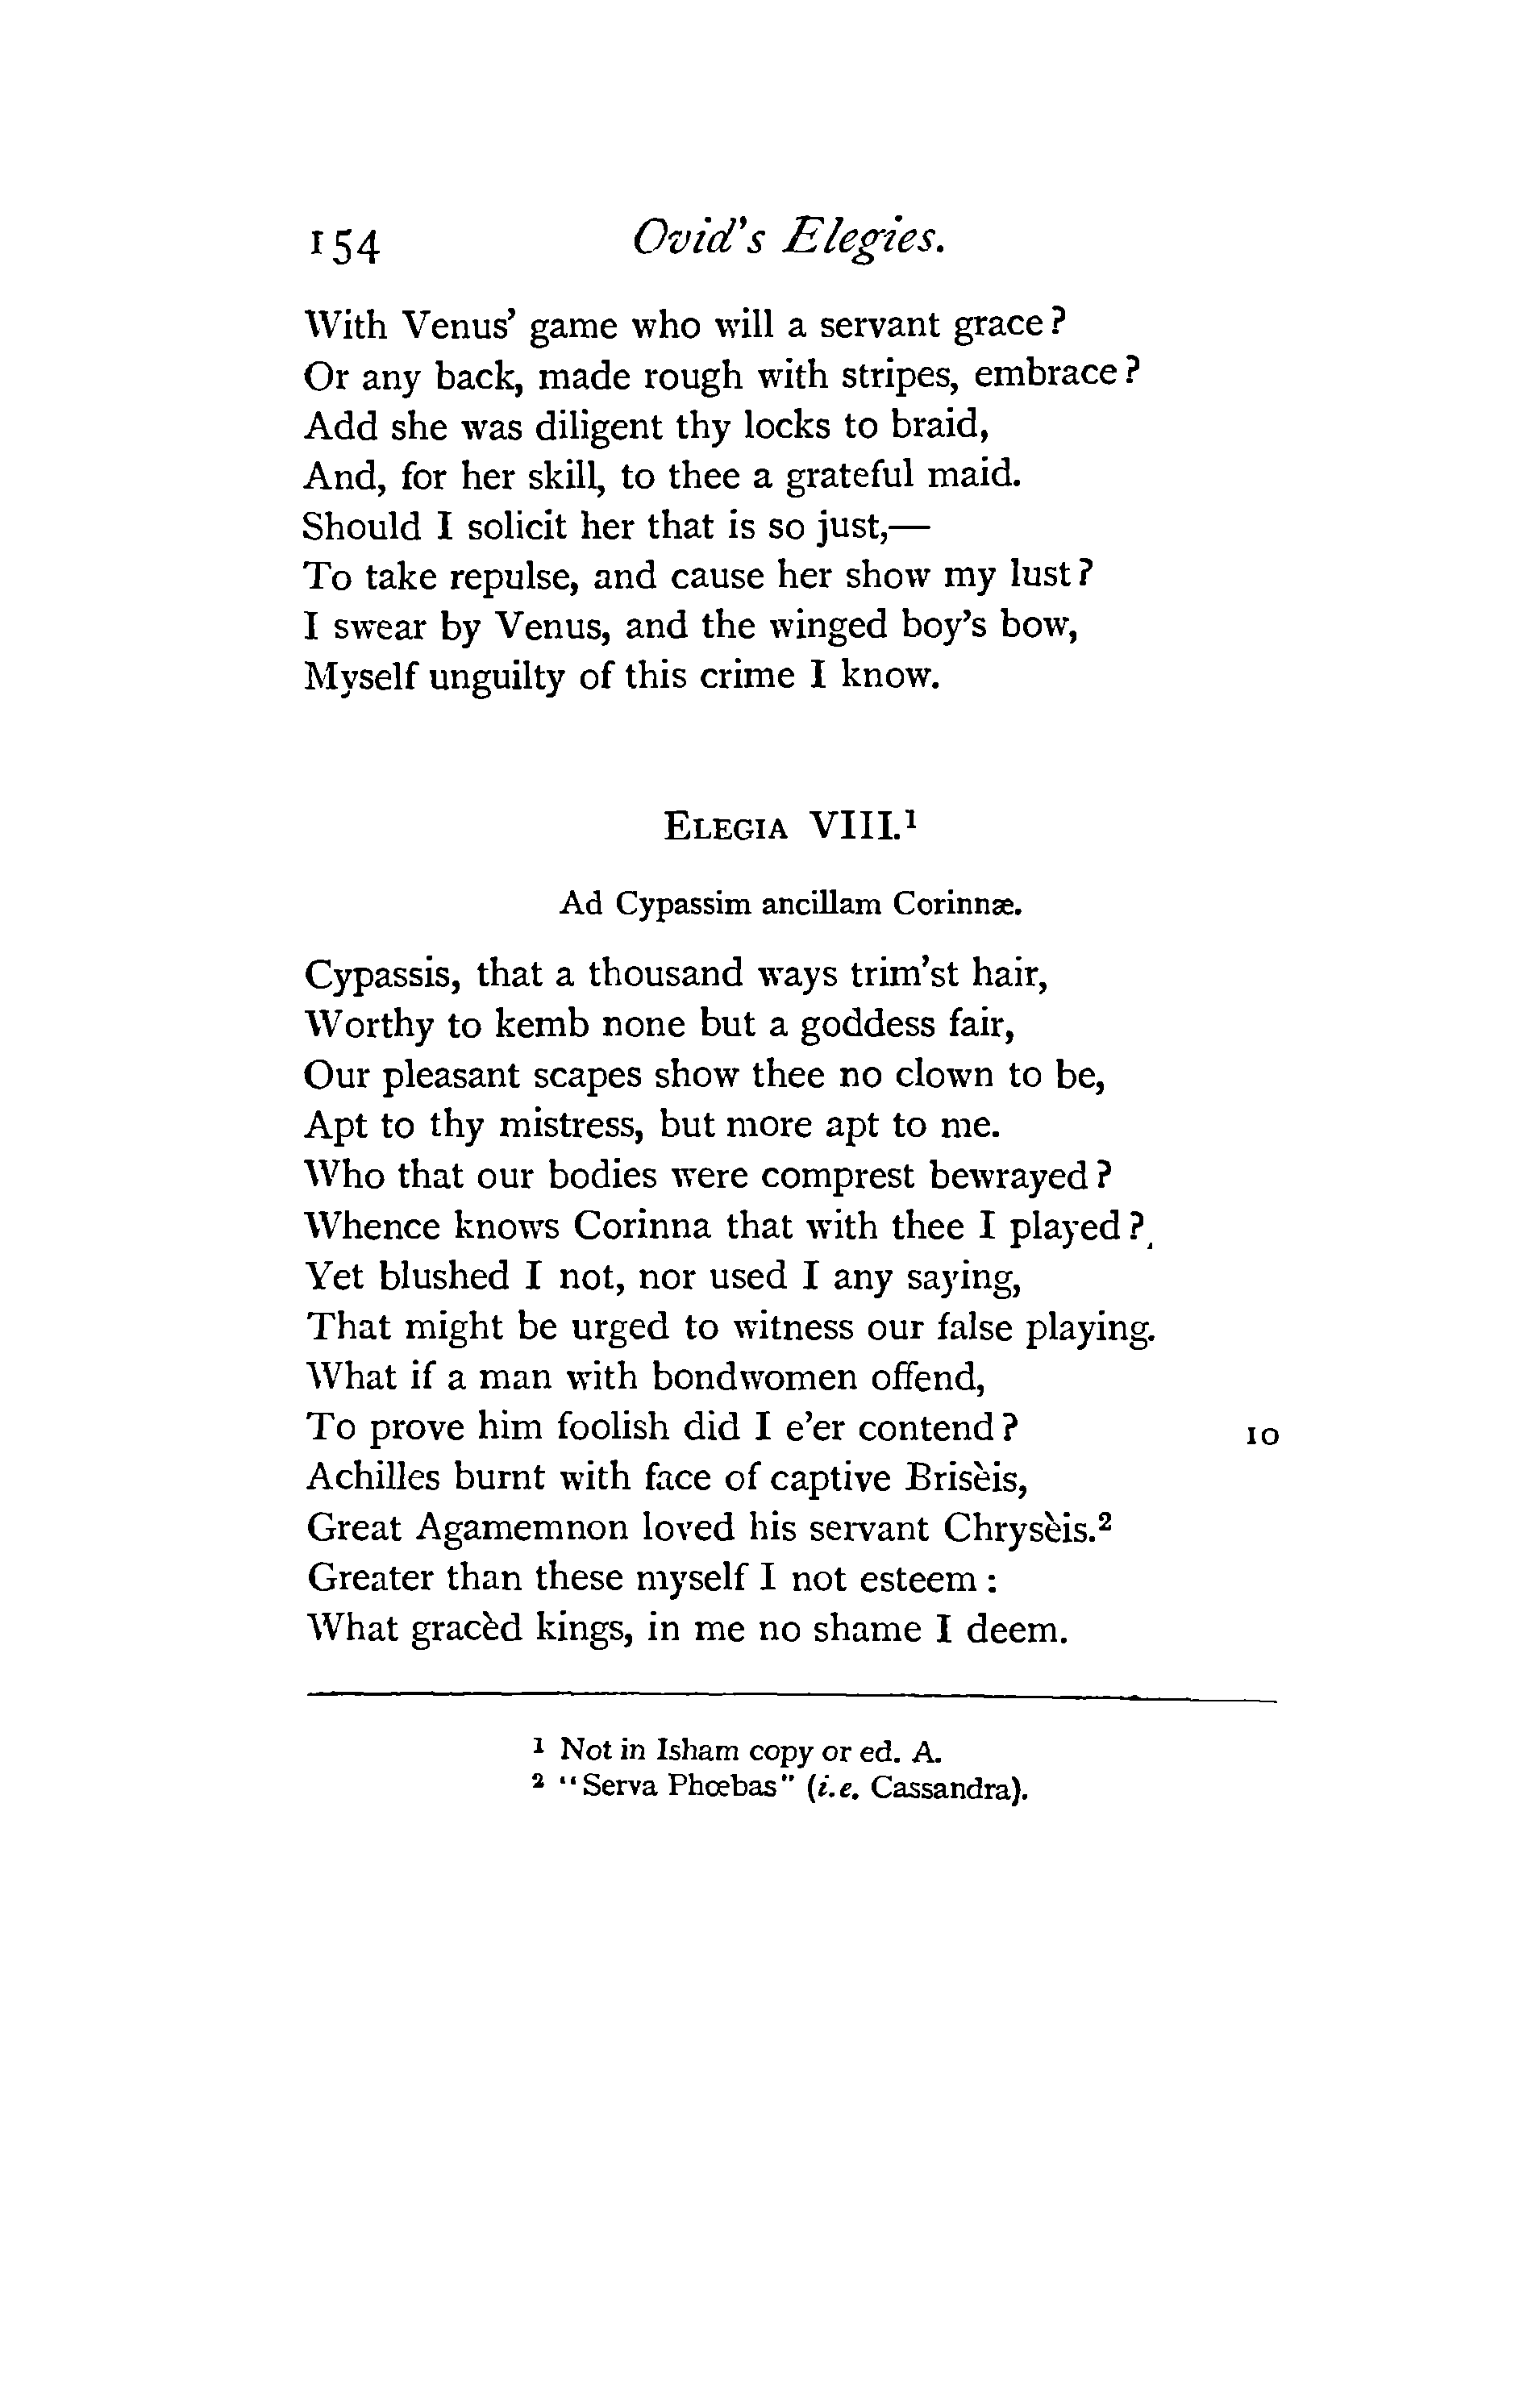 154 Ovid's Elegies.
With Venus' game who will a servant grace?
Or any back, made rough with stripes, embrace?
Add she was diligent thy locks to braid,
And, for her skill, to thee a grateful maid.
Should I solicit her that is so just,—
To take repulse, and cause her show my lust?
I swear by Venus, and the winged boy's bow,
Myself unguilty of this crime I know.
Elegia VIII.¹
Ad Cypassim ancillam Corinnæ.
Cypassis, that a thousand ways trim'st hair,
Worthy to kemb none but a goddess fair,
Our pleasant scapes show thee no clown to be,
Apt to thy mistress, but more apt to me.
Who that our bodies were comprest bewrayed?
Whence knows Corinna that with thee I played?
Yet blushed I not, nor used I any saying,
That might be urged to witness our false playing.
What if a man with bondwomen offend,
To prove him foolish did I e'er contend? 10
Achilles burnt with face of captive Brisèis,
Great Agamemnon loved his servant Chrysèis.²
Greater than these myself I not esteem:
What gracèd kings, in me no shame I deem.
¹ Not in Isham copy or ed. A.
² "Serva Phœbas" (i.e. Cassandra).